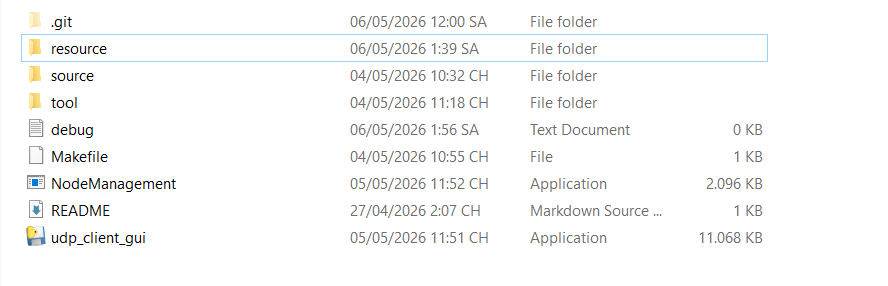 .git 06/05/2026 12:00 SA File folder
resource 06/05/2026 1:39 SA File folder
source 04/05/2026 10:32 CH File folder
tool 04/05/2026 11:18 CH File folder
debug 06/05/2026 1:56 SA Text Document 0 KB
Makefile 04/05/2026 10:55 CH File 1 KB
NodeManagement 05/05/2026 11:52 CH Application 2.096 KB
README 27/04/2026 2:07 CH Markdown Source ... 1 KB
udp_client_gui 05/05/2026 11:51 CH Application 11.068 KB